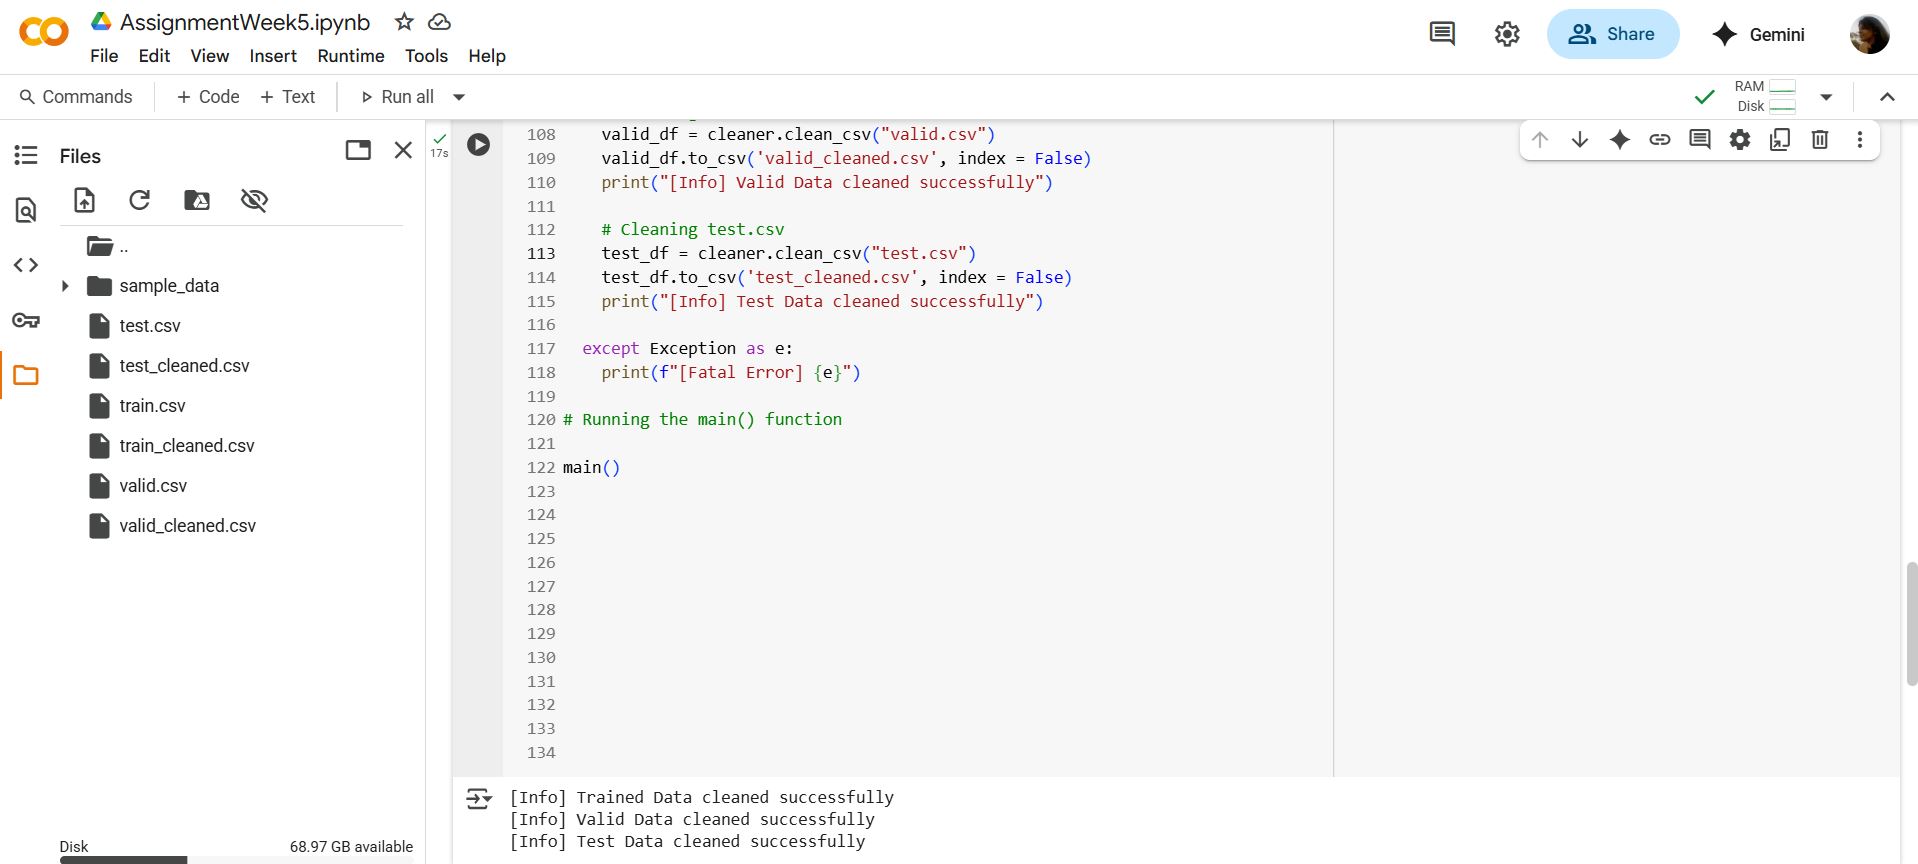 AssignmentWeek5.ipynb
File Edit View Insert Runtime Tools Help
Share
Gemini
Commands
+ Code + Text
Run all
RAM
Disk
Files
..
sample_data
test.csv
test_cleaned.csv
train.csv
train_cleaned.csv
valid.csv
valid_cleaned.csv
Disk 68.97 GB available
17s
108 valid_df = cleaner.clean_csv("valid.csv")
109 valid_df.to_csv('valid_cleaned.csv', index = False)
110 print("[Info] Valid Data cleaned successfully")
111
112 # Cleaning test.csv
113 test_df = cleaner.clean_csv("test.csv")
114 test_df.to_csv('test_cleaned.csv', index = False)
115 print("[Info] Test Data cleaned successfully")
116
117 except Exception as e:
118 print(f"[Fatal Error] {e}")
119
120 # Running the main() function
121
122 main()
123
124
125
126
127
128
129
130
131
132
133
134
[Info] Trained Data cleaned successfully
[Info] Valid Data cleaned successfully
[Info] Test Data cleaned successfully